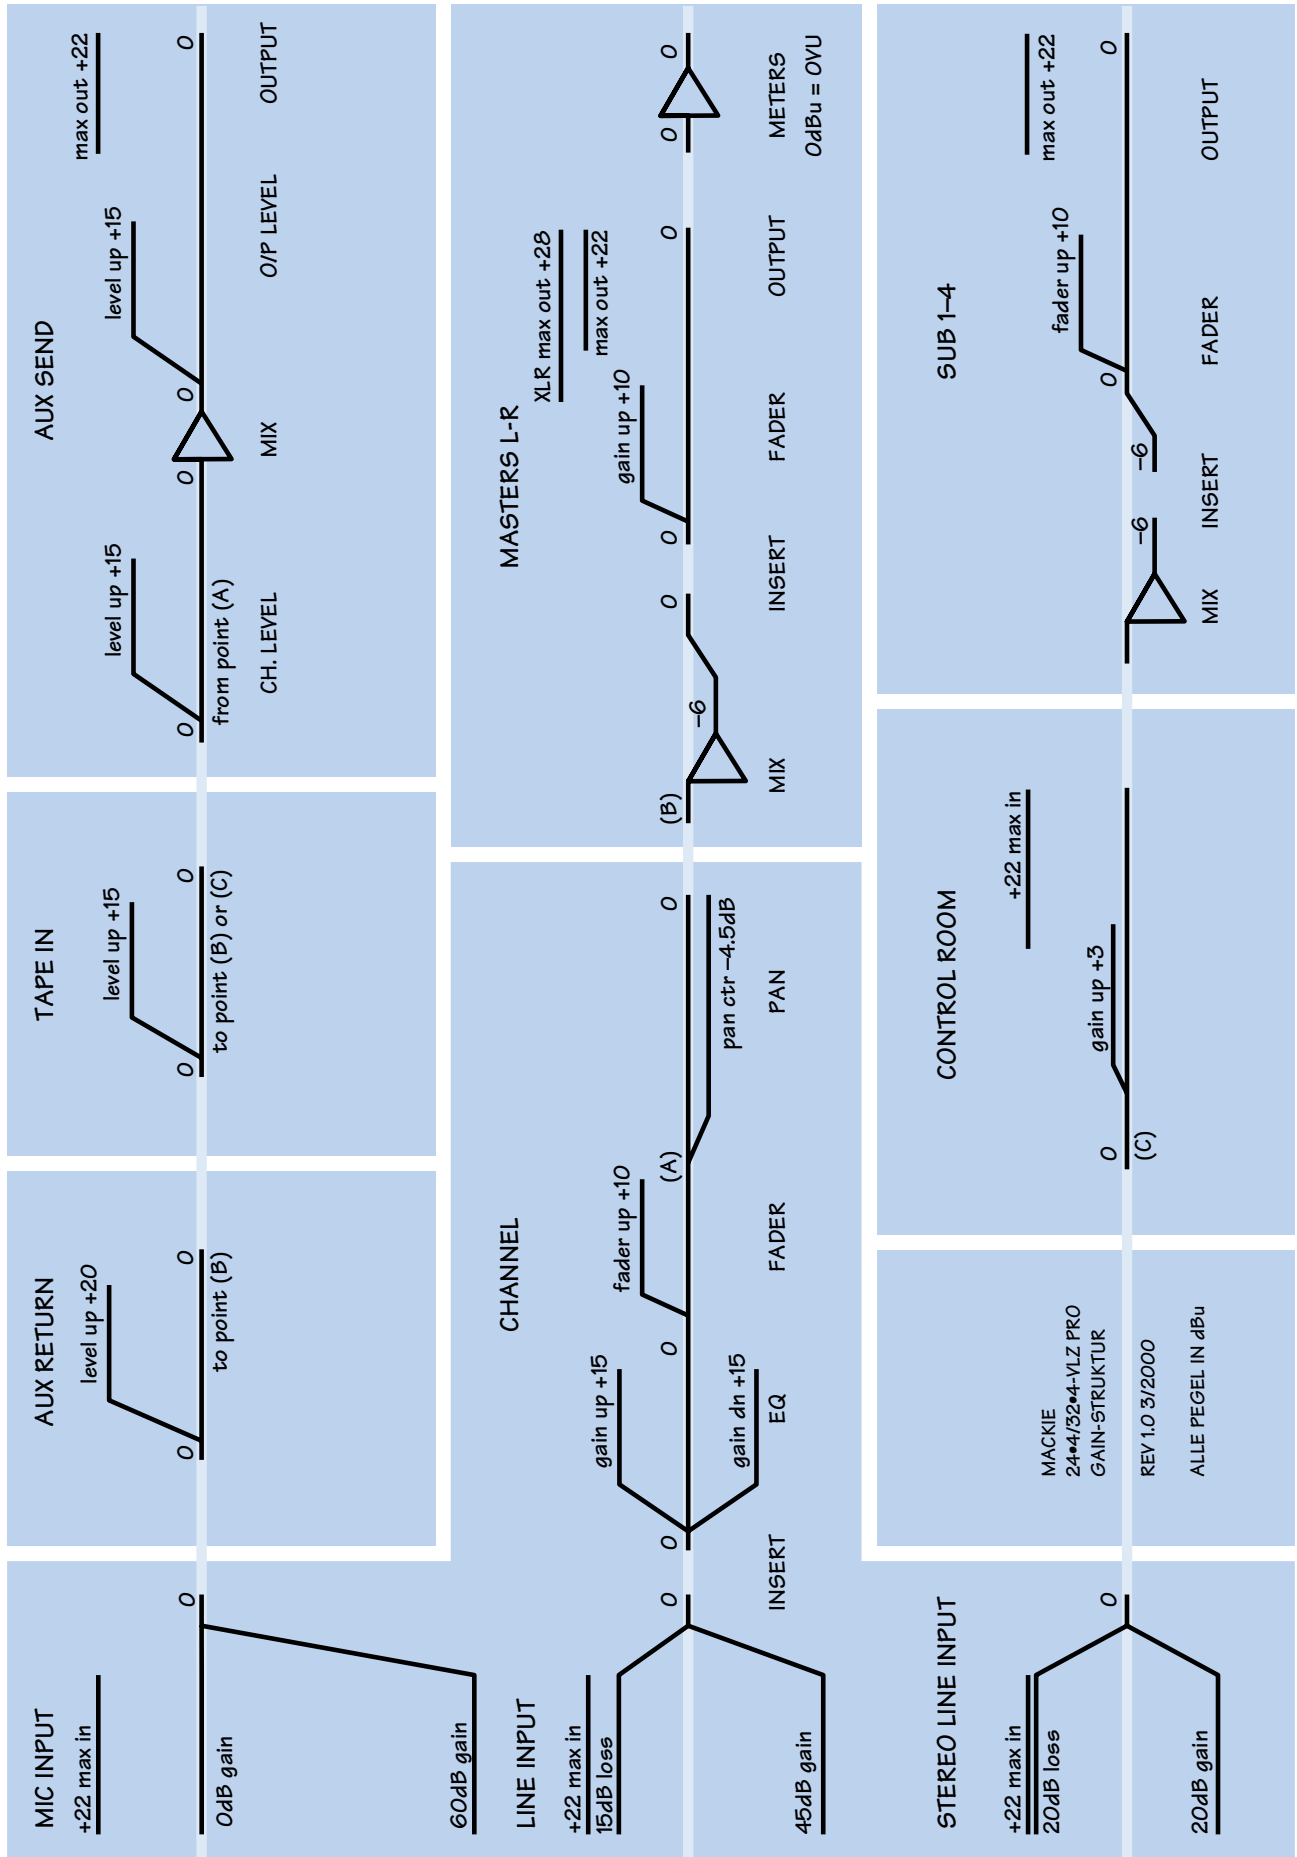 MIC INPUT
+22 max in
0dB gain
60dB gain
0
AUX RETURN
level up +20
0
0
to point (B)
TAPE IN
level up +15
0
0
to point (B) or (C)
AUX SEND
level up +15
level up +15
max out +22
0
0
0
0
from point (A)
CH. LEVEL
MIX
O/P LEVEL
OUTPUT
LINE INPUT
+22 max in
15dB loss
45dB gain
0
INSERT
CHANNEL
gain up +15
fader up +10
0
0
(A)
0
gain dn +15
pan ctr –4.5dB
EQ
FADER
PAN
MASTERS L-R
XLR max out +28
max out +22
gain up +10
(B)
–6
0
0
0
0
0
MIX
INSERT
FADER
OUTPUT
METERS
0dBu = 0VU
STEREO LINE INPUT
+22 max in
20dB loss
20dB gain
0
MACKIE
24•4/32•4-VLZ PRO
GAIN-STRUKTUR
REV 1.0 3/2000
ALLE PEGEL IN dBu
CONTROL ROOM
+22 max in
gain up +3
0
(C)
SUB 1–4
max out +22
fader up +10
–6
–6
0
0
MIX
INSERT
FADER
OUTPUT